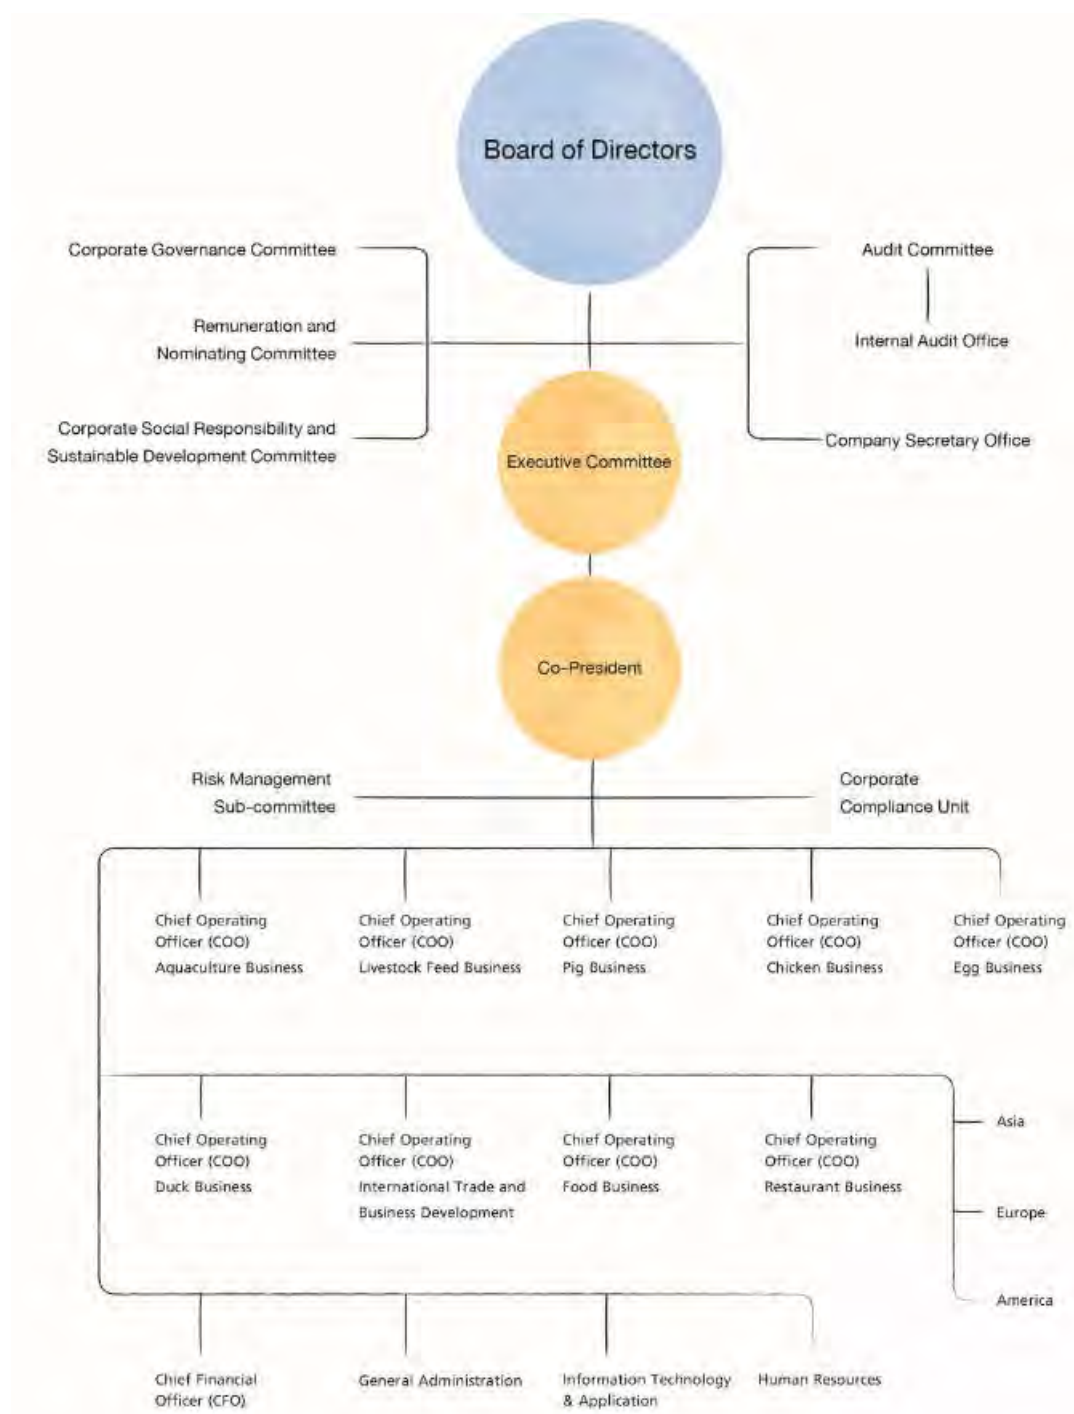 Board of Directors
Corporate Governance Committee
Audit Committee
Remuneration and
Nominating Committee
Internal Audit Office
Corporate Social Responsibility and
Sustainable Development Committee
Company Secretary Office
Executive Committee
Co-President
Risk Management
Sub-committee
Corporate
Compliance Unit
Chief Operating
Officer (COO)
Aquaculture Business
Chief Operating
Officer (COO)
Livestock Feed Business
Chief Operating
Officer (COO)
Pig Business
Chief Operating
Officer (COO)
Chicken Business
Chief Operating
Officer (COO)
Egg Business
Chief Operating
Officer (COO)
Duck Business
Chief Operating
Officer (COO)
International Trade and
Business Development
Chief Operating
Officer (COO)
Food Business
Chief Operating
Officer (COO)
Restaurant Business
Asia
Europe
America
Chief Financial
Officer (CFO)
General Administration
Information Technology
& Application
Human Resources